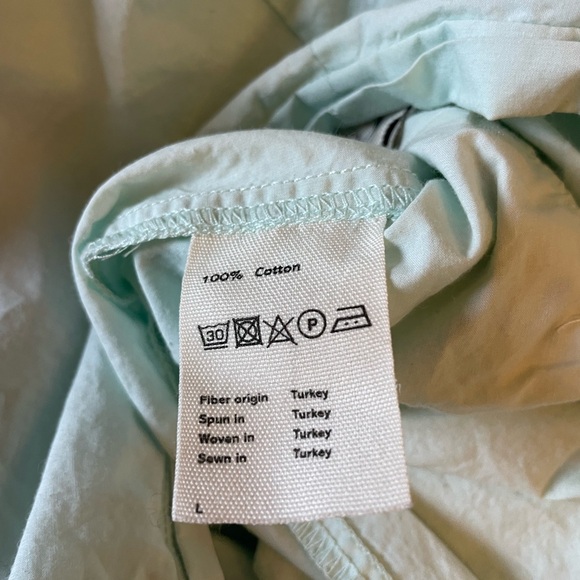 100% Cotton
30 P
Fiber origin Turkey
Spun in Turkey
Woven in Turkey
Sewn in Turkey
L